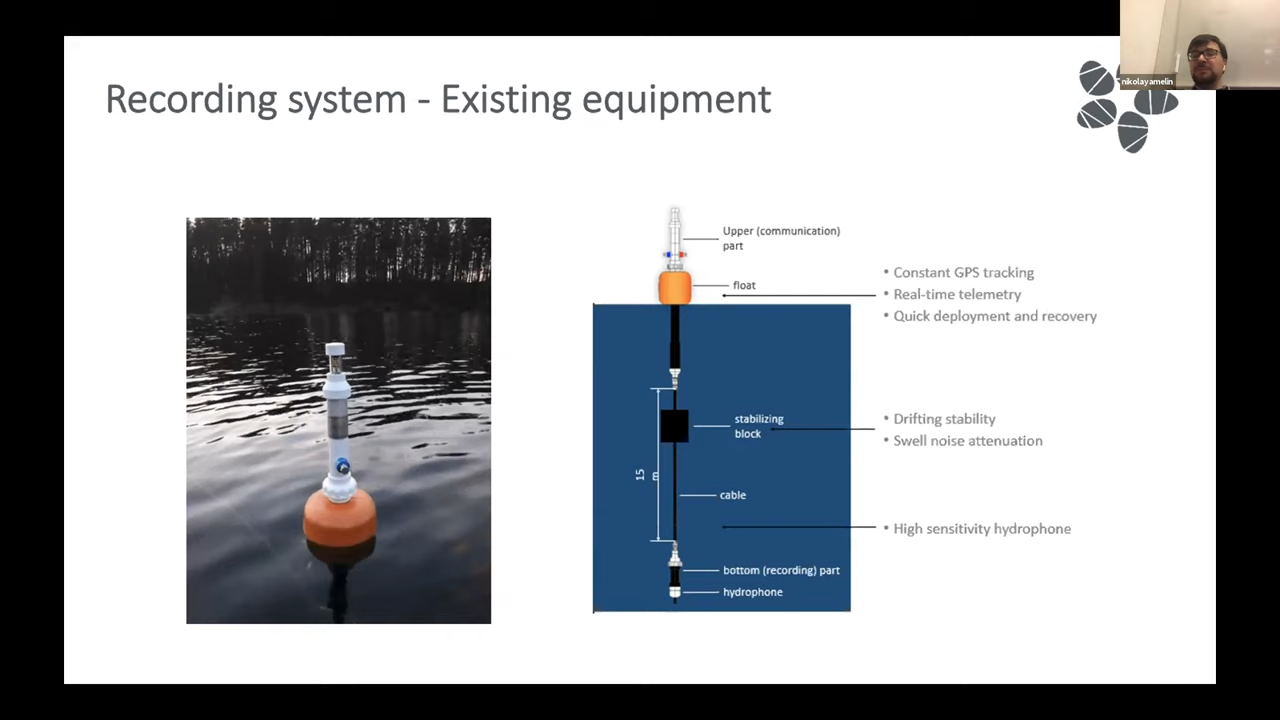 nikolayamelin
Recording system - Existing equipment
Upper (communication)
part
float
• Constant GPS tracking
• Real-time telemetry
• Quick deployment and recovery
stabilizing
block
• Drifting stability
• Swell noise attenuation
15 m
cable
• High sensitivity hydrophone
bottom (recording) part
hydrophone